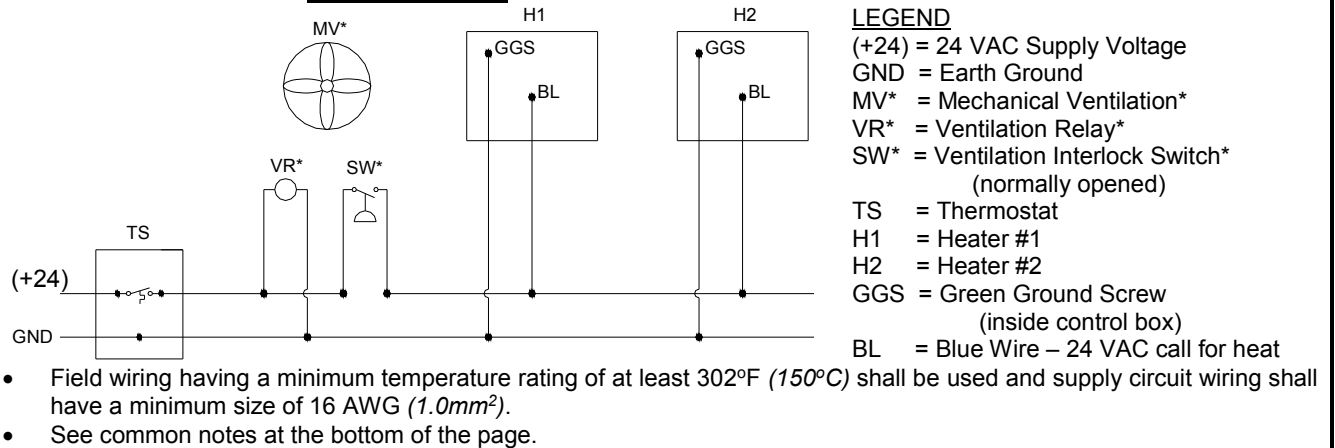 MV*
H1
H2
GGS
GGS
BL
BL
VR*
SW*
TS
(+24)
GND
LEGEND
(+24) = 24 VAC Supply Voltage
GND = Earth Ground
MV* = Mechanical Ventilation*
VR* = Ventilation Relay*
SW* = Ventilation Interlock Switch*
(normally opened)
TS = Thermostat
H1 = Heater #1
H2 = Heater #2
GGS = Green Ground Screw
(inside control box)
BL = Blue Wire – 24 VAC call for heat
• Field wiring having a minimum temperature rating of at least 302°F (150°C) shall be used and supply circuit wiring shall
have a minimum size of 16 AWG (1.0mm²).
• See common notes at the bottom of the page.